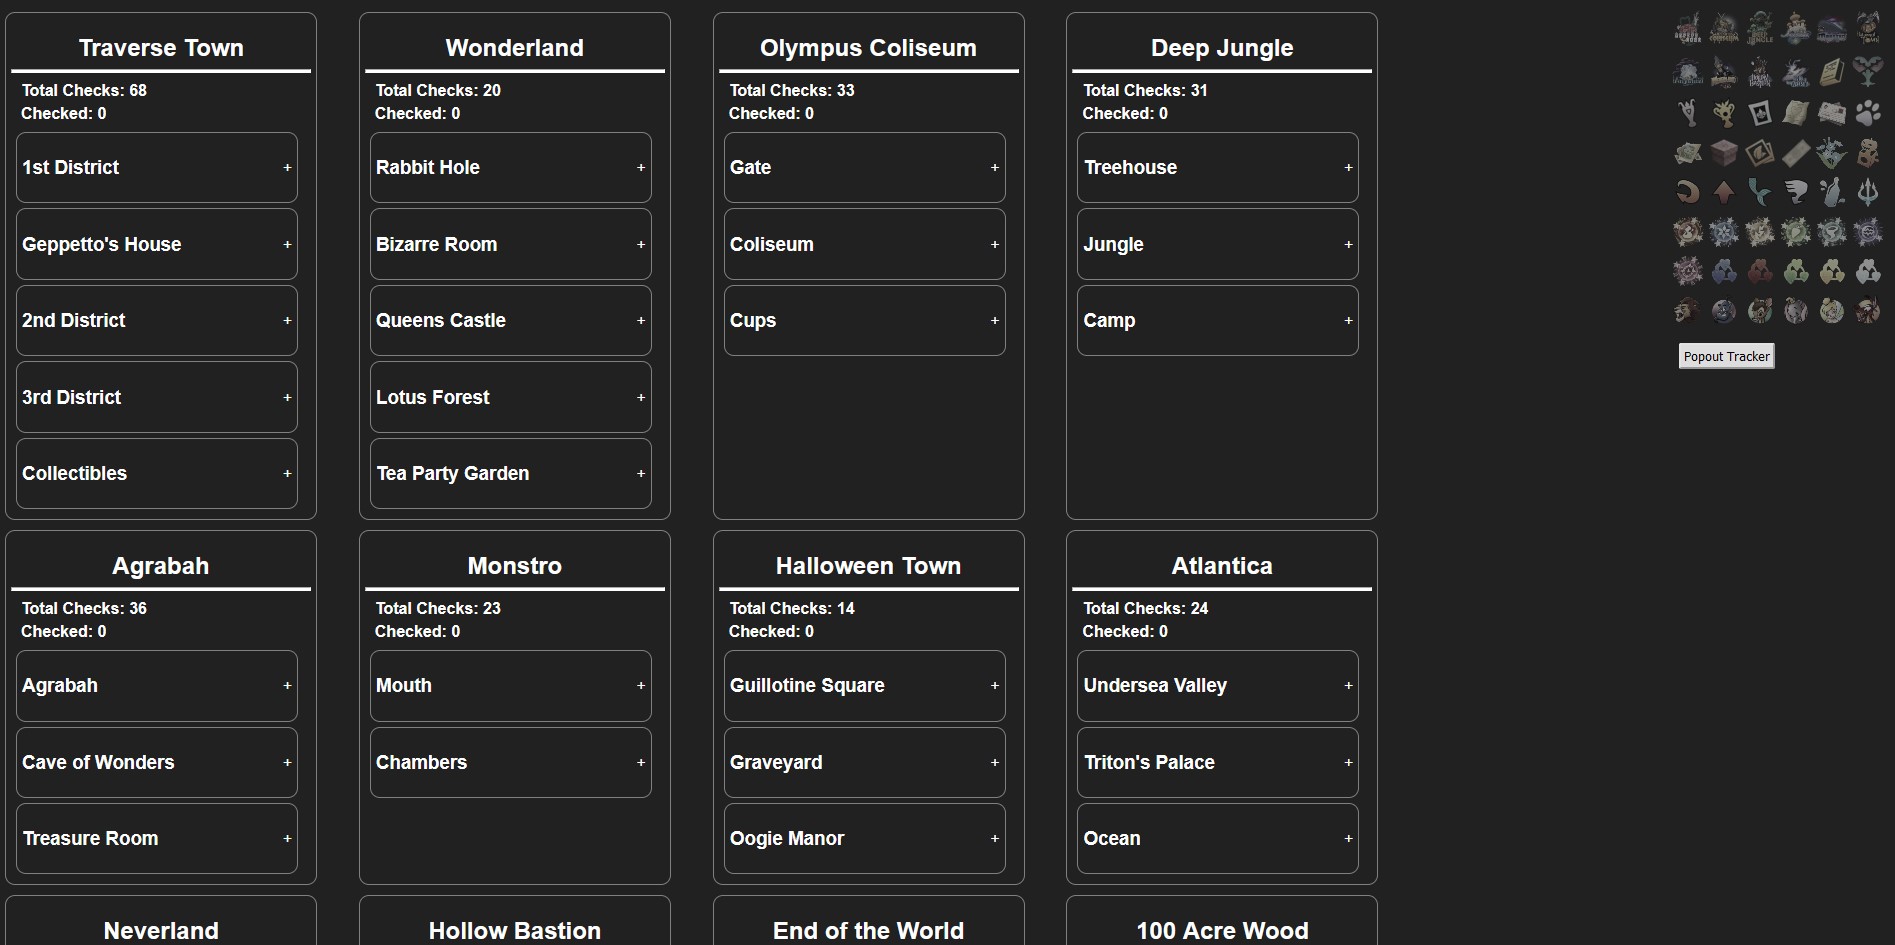 Traverse Town
Total Checks: 68
Checked: 0
1st District +
Geppetto's House +
2nd District +
3rd District +
Collectibles +
Wonderland
Total Checks: 20
Checked: 0
Rabbit Hole +
Bizarre Room +
Queens Castle +
Lotus Forest +
Tea Party Garden +
Olympus Coliseum
Total Checks: 33
Checked: 0
Gate +
Coliseum +
Cups +
Deep Jungle
Total Checks: 31
Checked: 0
Treehouse +
Jungle +
Camp +
Agrabah
Total Checks: 36
Checked: 0
Agrabah +
Cave of Wonders +
Treasure Room +
Monstro
Total Checks: 23
Checked: 0
Mouth +
Chambers +
Halloween Town
Total Checks: 14
Checked: 0
Guillotine Square +
Graveyard +
Oogie Manor +
Atlantica
Total Checks: 24
Checked: 0
Undersea Valley +
Triton's Palace +
Ocean +
Neverland
Hollow Bastion
End of the World
100 Acre Wood
Popout Tracker